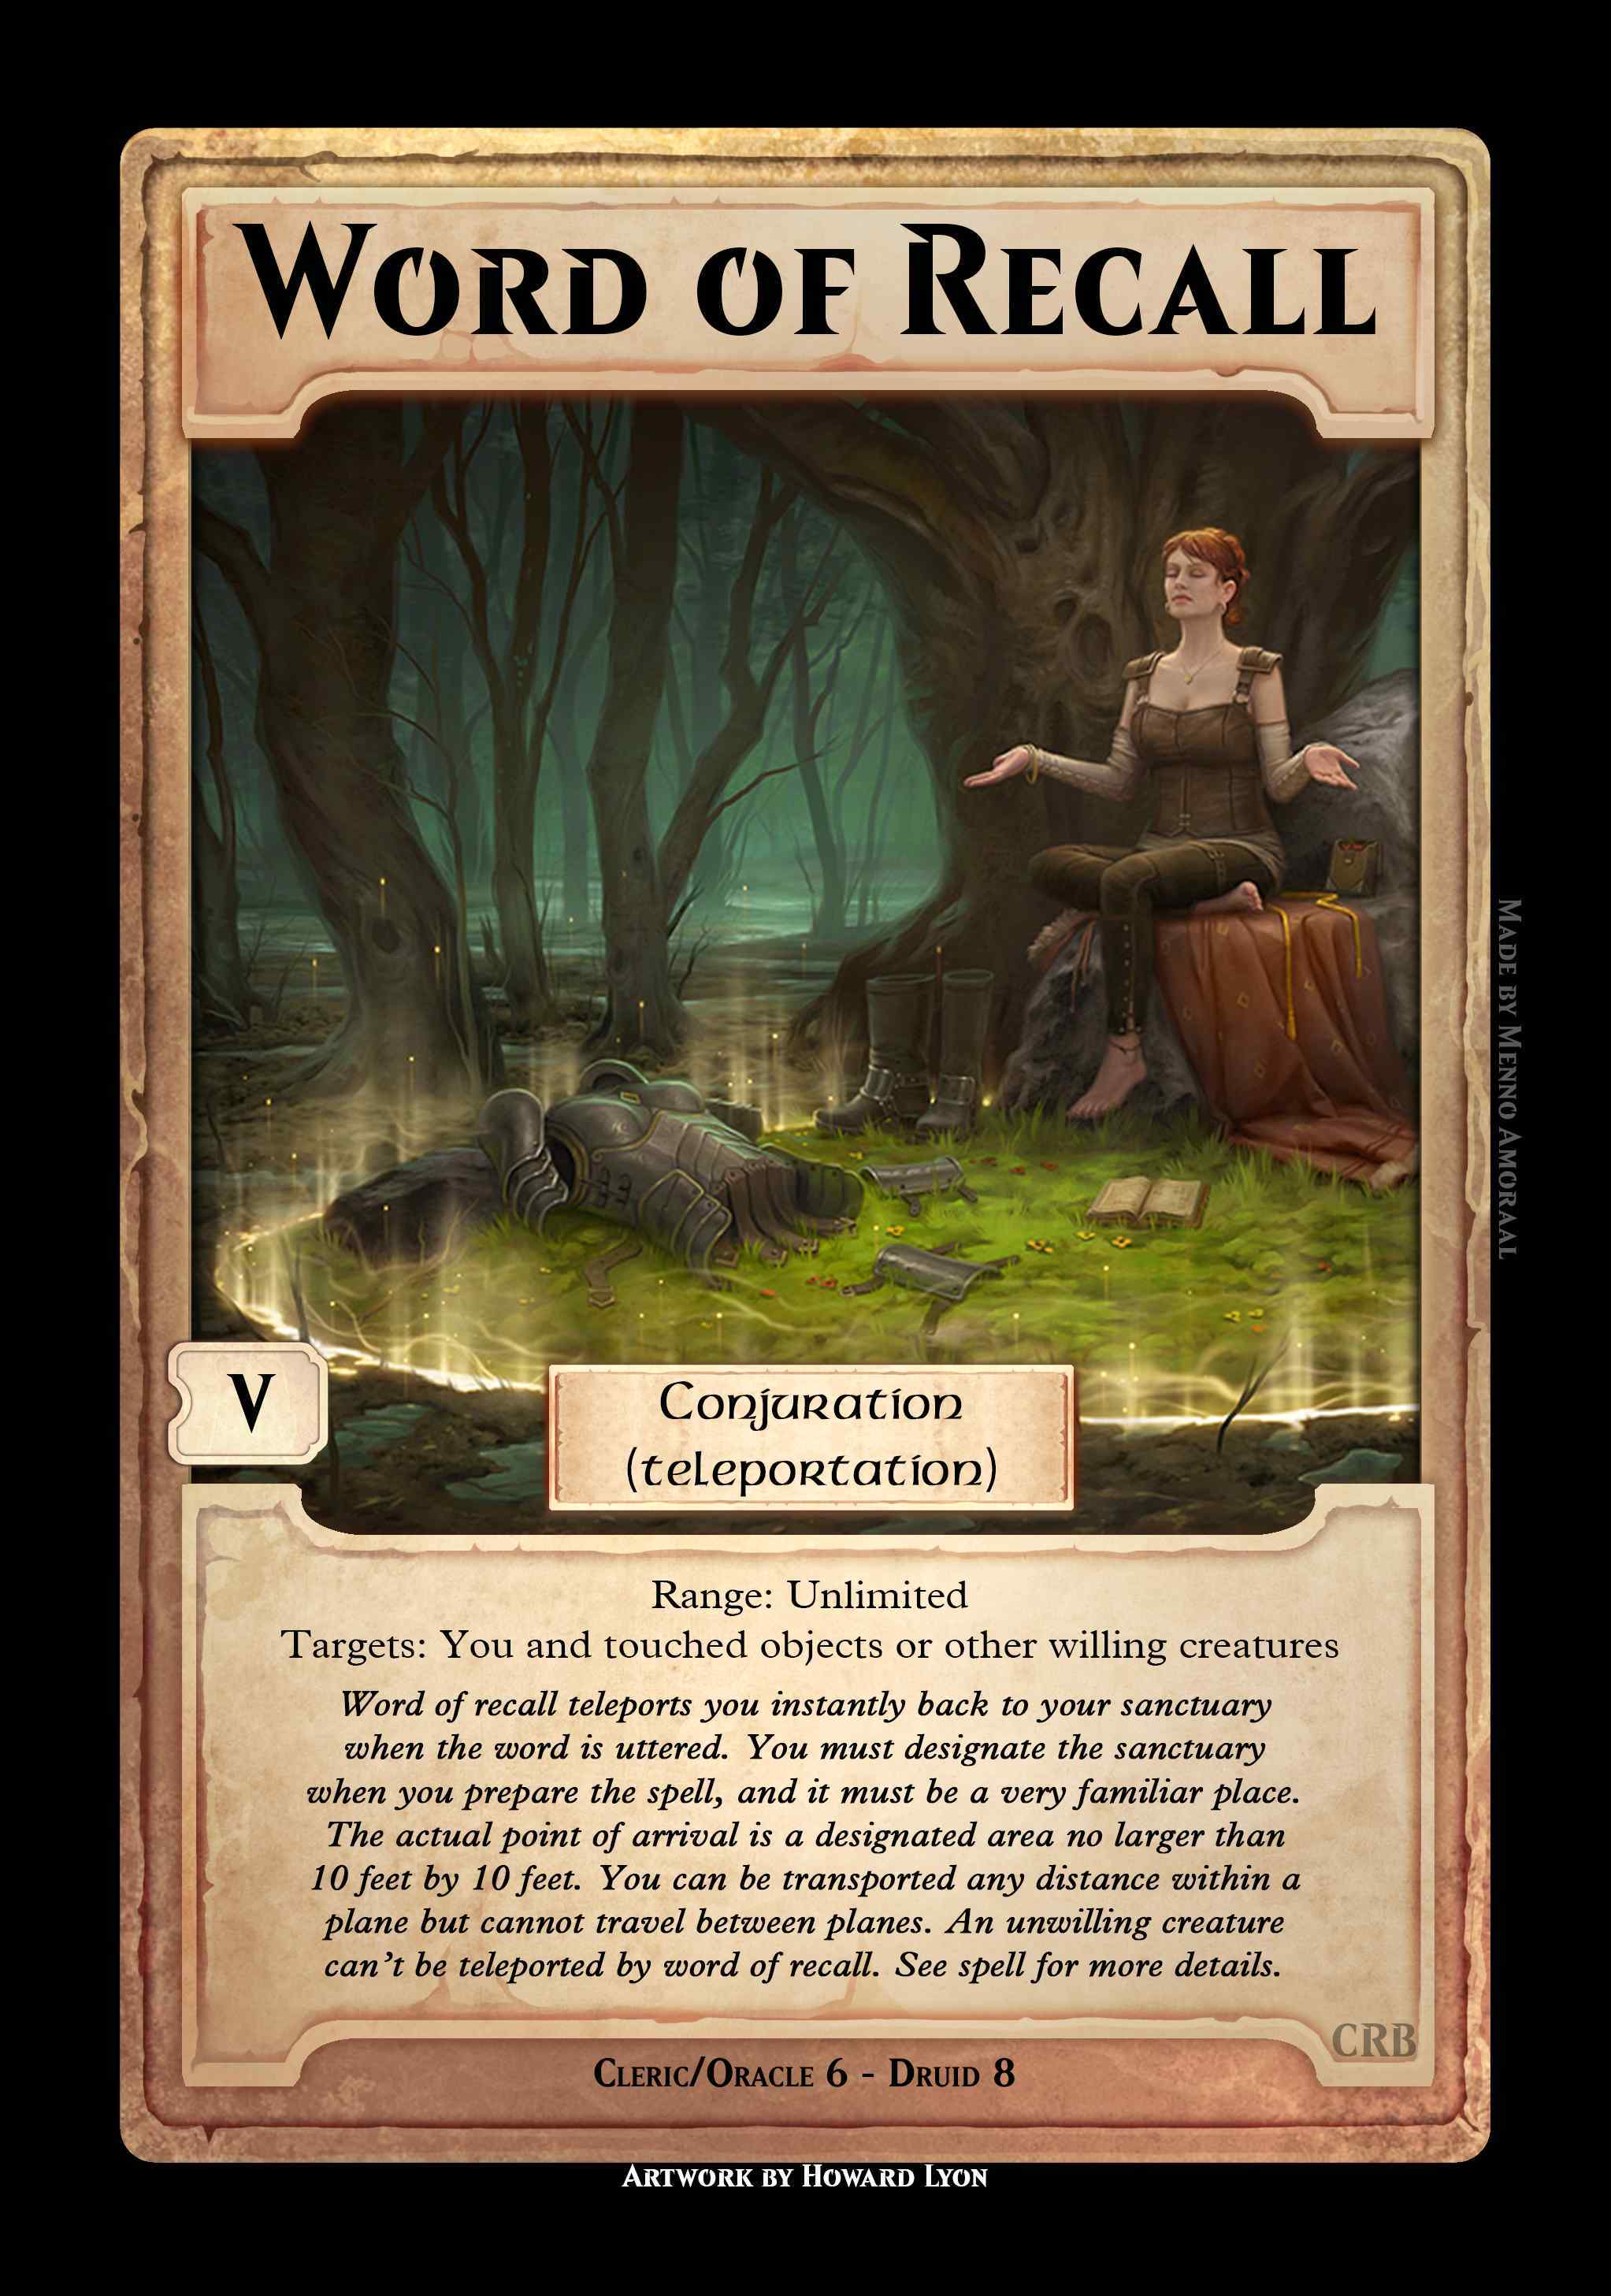 Word of Recall
Made by Menno Amoraal
V
Conjuration
(teleportation)
Range: Unlimited
Targets: You and touched objects or other willing creatures
Word of recall teleports you instantly back to your sanctuary
when the word is uttered. You must designate the sanctuary
when you prepare the spell, and it must be a very familiar place.
The actual point of arrival is a designated area no larger than
10 feet by 10 feet. You can be transported any distance within a
plane but cannot travel between planes. An unwilling creature
can't be teleported by word of recall. See spell for more details.
CRB
Cleric/Oracle 6 - Druid 8
Artwork by Howard Lyon